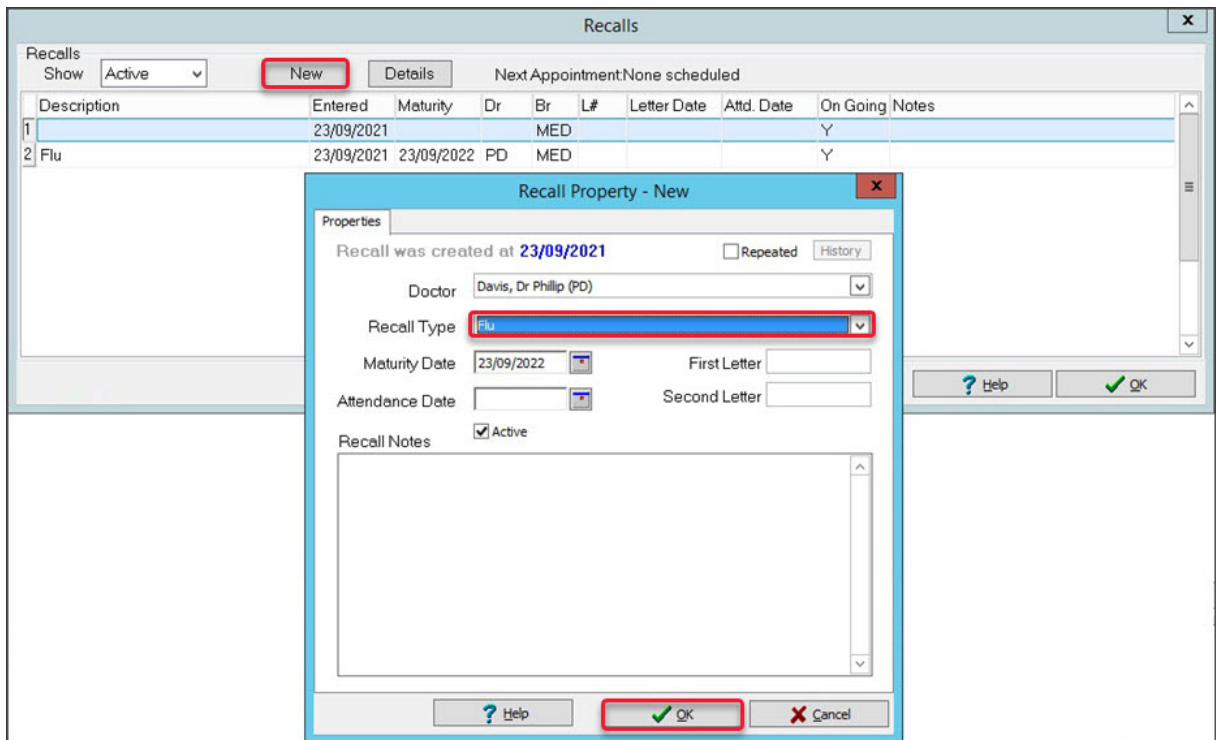 Recalls
x
Recalls
Show Active New Details Next Appointment:None scheduled
Description Entered Maturity Dr Br L# Letter Date Attd. Date On Going Notes
1 23/09/2021 MED Y
2 Flu 23/09/2021 23/09/2022 PD MED Y
Recall Property - New
x
Properties
Recall was created at 23/09/2021 Repeated History
Doctor Davis, Dr Phillip (PD)
Recall Type Flu
Maturity Date 23/09/2022 First Letter
Attendance Date Second Letter
Recall Notes Active
? Help OK
? Help OK Cancel